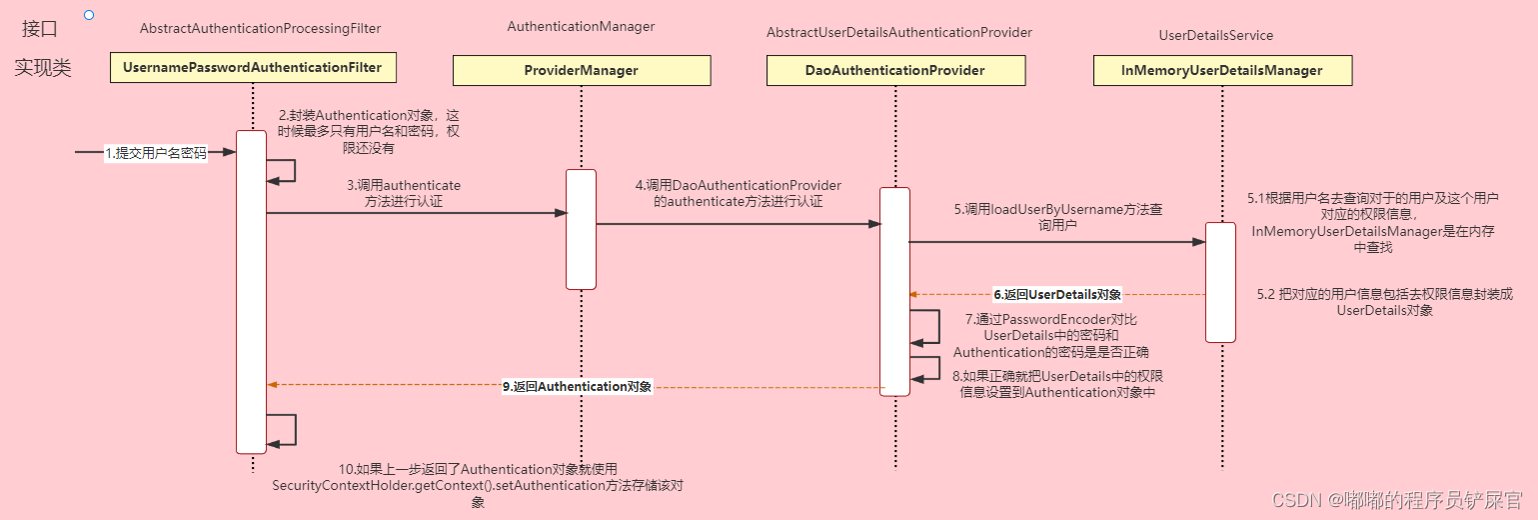 接口
AbstractAuthenticationProcessingFilter
AuthenticationManager
AbstractUserDetailsAuthenticationProvider
UserDetailsService
实现类
UsernamePasswordAuthenticationFilter
ProviderManager
DaoAuthenticationProvider
InMemoryUserDetailsManager
1.提交用户名密码
2.封装Authentication对象，这
时候最多只有用户名和密码，权
限还没有
3.调用authenticate
方法进行认证
4.调用DaoAuthenticationProvider
的authenticate方法进行认证
5.调用loadUserByUsername方法查
询用户
5.1根据用户名去查询对于的用户及这个用户
对应的权限信息，
InMemoryUserDetailsManager是在内存
中查找
5.2 把对应的用户信息包括去权限信息封装成
UserDetails对象
6.返回UserDetails对象
7.通过PasswordEncoder对比
UserDetails中的密码和
Authentication的密码是是否正确
8.如果正确就把UserDetails中的权限
信息设置到Authentication对象中
9.返回Authentication对象
10.如果上一步返回了Authentication对象就使用
SecurityContextHolder.getContext().setAuthentication方法存储该对
象
CSDN @嘟嘟的程序员铲屎官